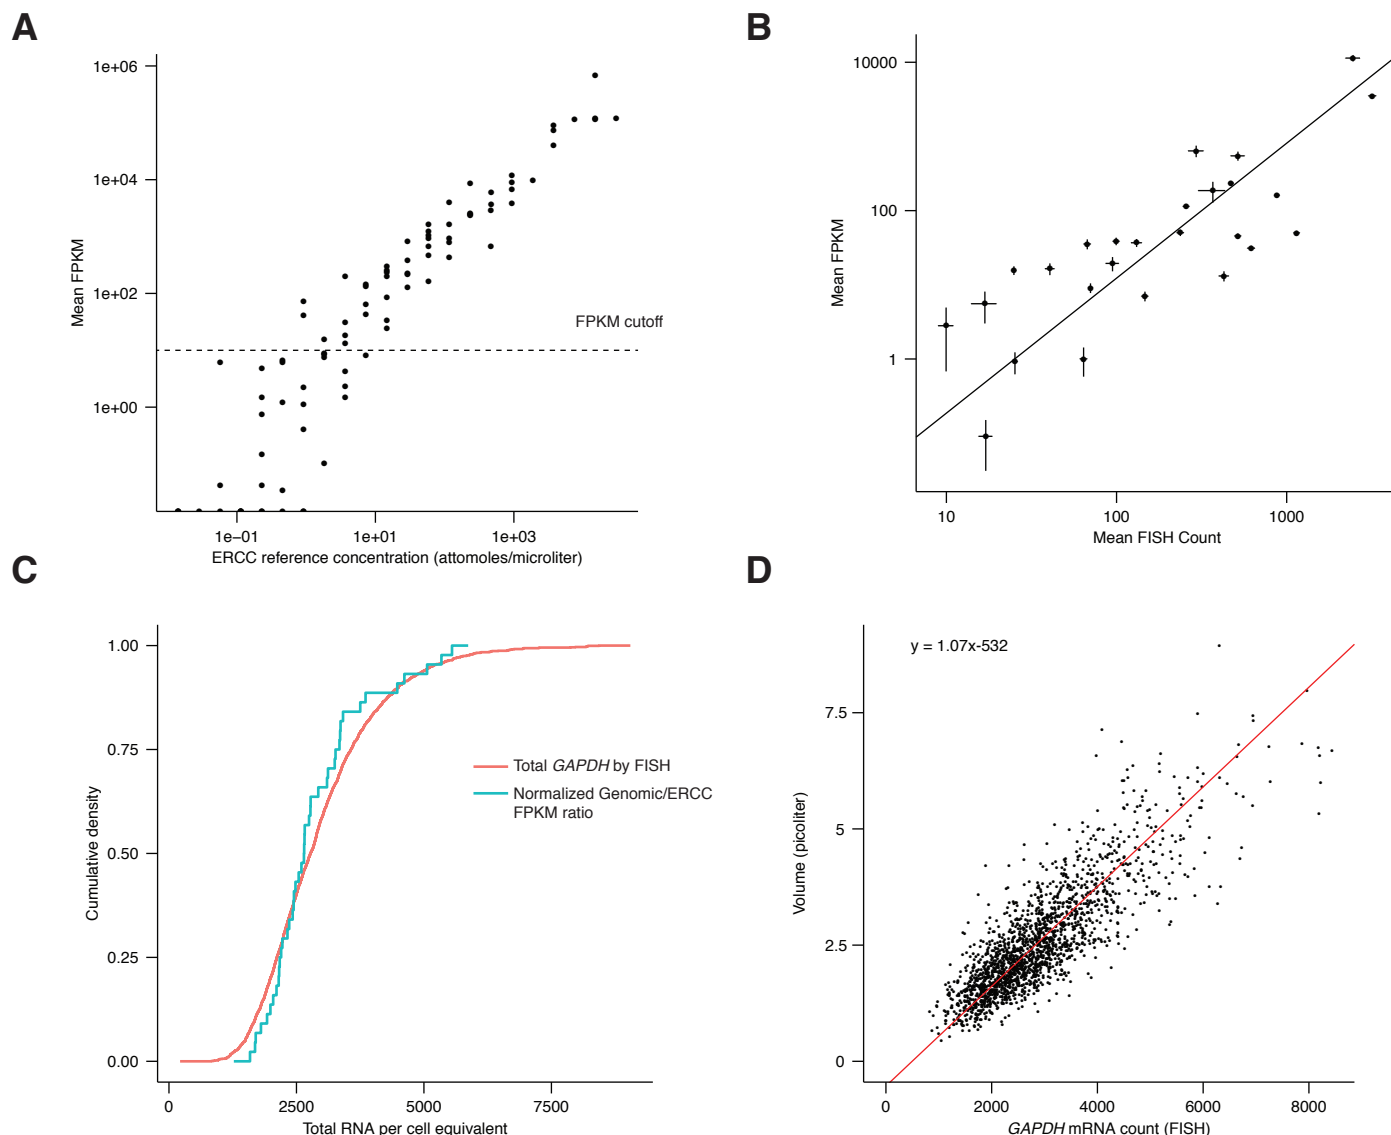 A
1e+06
1e+04
1e+02
1e+00
Mean FPKM
FPKM cutoff
1e−01
1e+01
1e+03
ERCC reference concentration (attomoles/microliter)
B
10000
100
1
Mean FPKM
10
100
1000
Mean FISH Count
C
1.00
0.75
0.50
0.25
0.00
Cumulative density
Total GAPDH by FISH
Normalized Genomic/ERCC
FPKM ratio
0
2500
5000
7500
Total RNA per cell equivalent
D
y = 1.07x-532
7.5
5
2.5
0
Volume (picoliter)
0
2000
4000
6000
8000
GAPDH mRNA count (FISH)